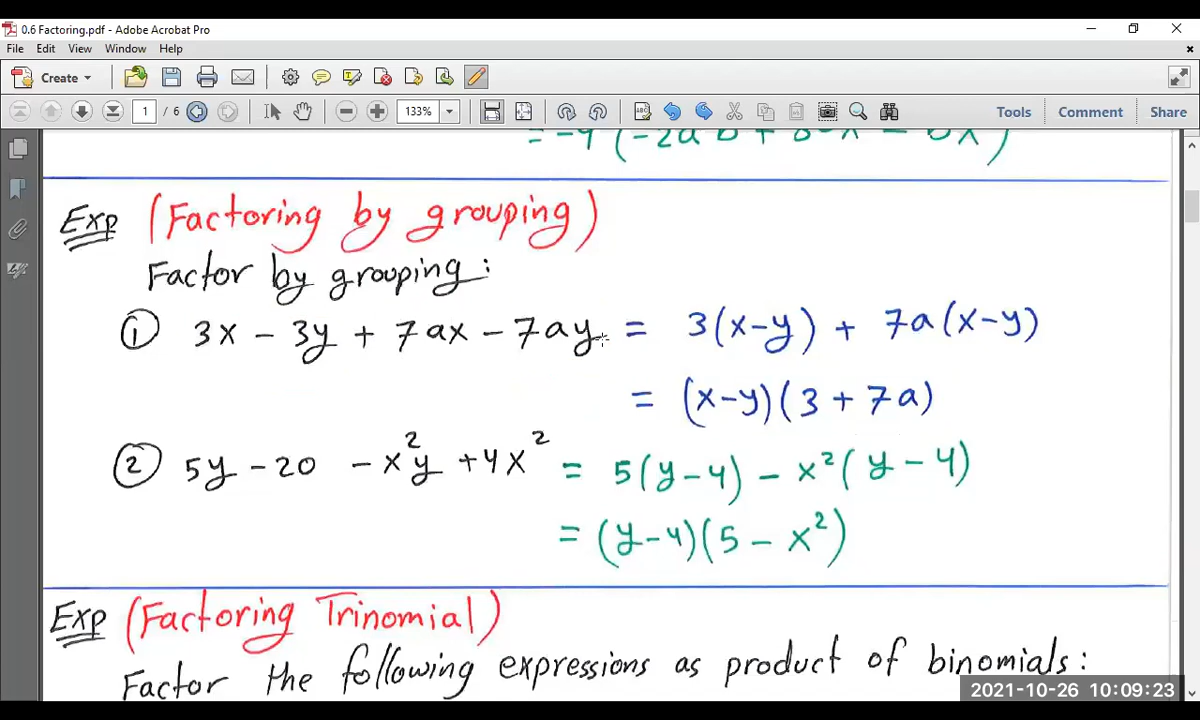 0.6 Factoring.pdf - Adobe Acrobat Pro
File Edit View Window Help
Create
1 / 6 133% Tools Comment Share
Exp (Factoring by grouping)
Factor by grouping:
① 3x - 3y + 7ax - 7ay = 3(x-y) + 7a(x-y)
= (x-y)(3 + 7a)
② 5y - 20 - x²y + 4x² = 5(y-4) - x²(y-4)
= (y-4)(5 - x²)
Exp (Factoring Trinomial)
Factor the following expressions as product of binomials:
2021-10-26 10:09:23